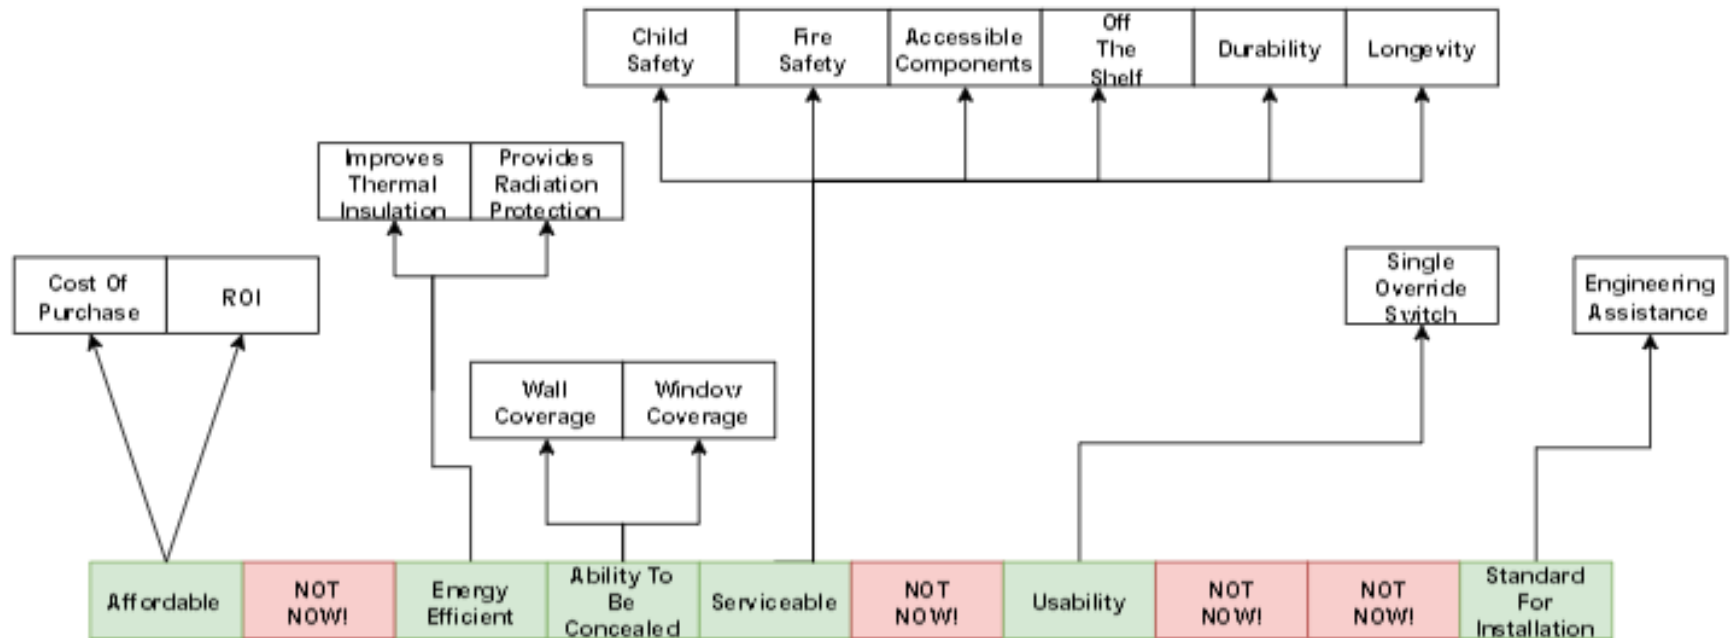 Child
Safety
Fire
Safety
Accessible
Components
Off
The
Shelf
Durability
Longevity
Improves
Thermal
Insulation
Provides
Radiation
Protection
Cost Of
Purchase
ROI
Single
Override
Switch
Engineering
Assistance
Wall
Coverage
Window
Coverage
Affordable
NOT
NOW!
Energy
Efficient
Ability To
Be
Concealed
Serviceable
NOT
NOW!
Usability
NOT
NOW!
NOT
NOW!
Standard
For
Installation